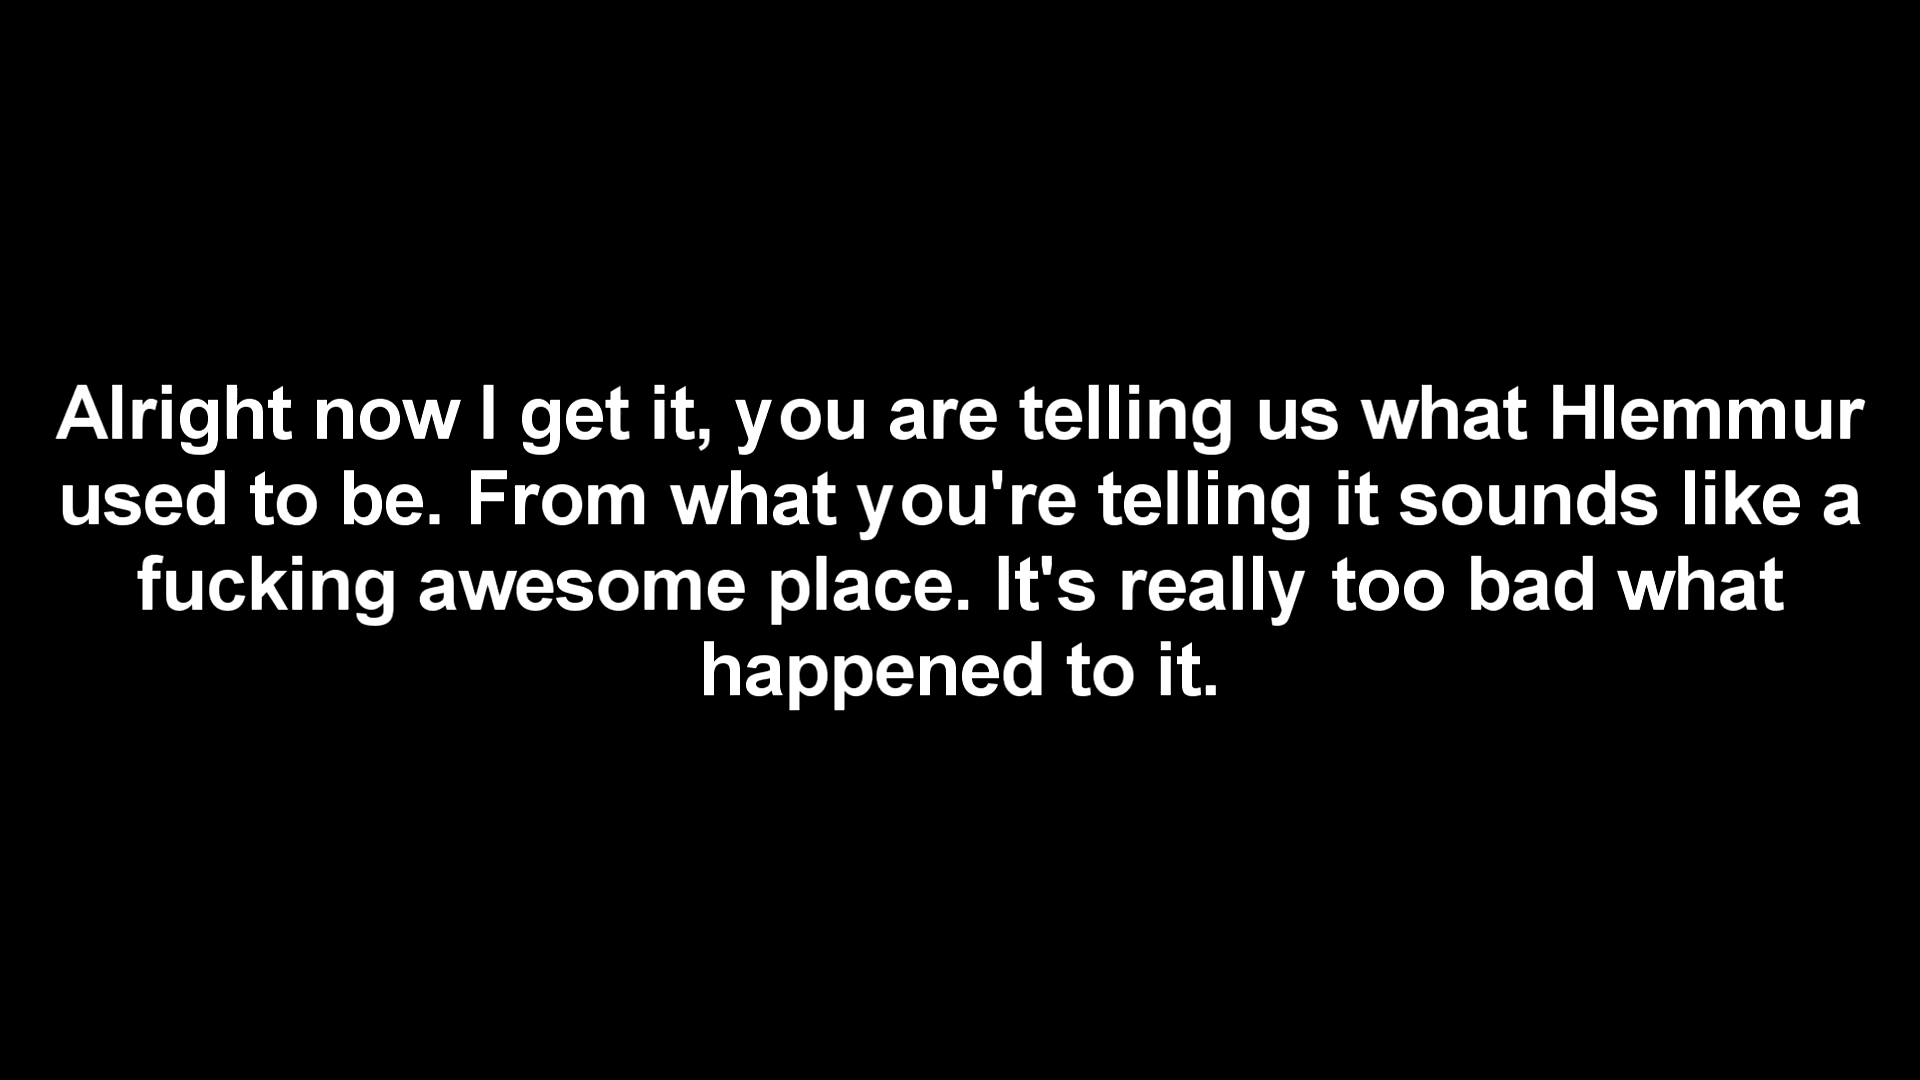 Alright now I get it, you are telling us what Hlemmur
used to be. From what you're telling it sounds like a
fucking awesome place. It's really too bad what
happened to it.